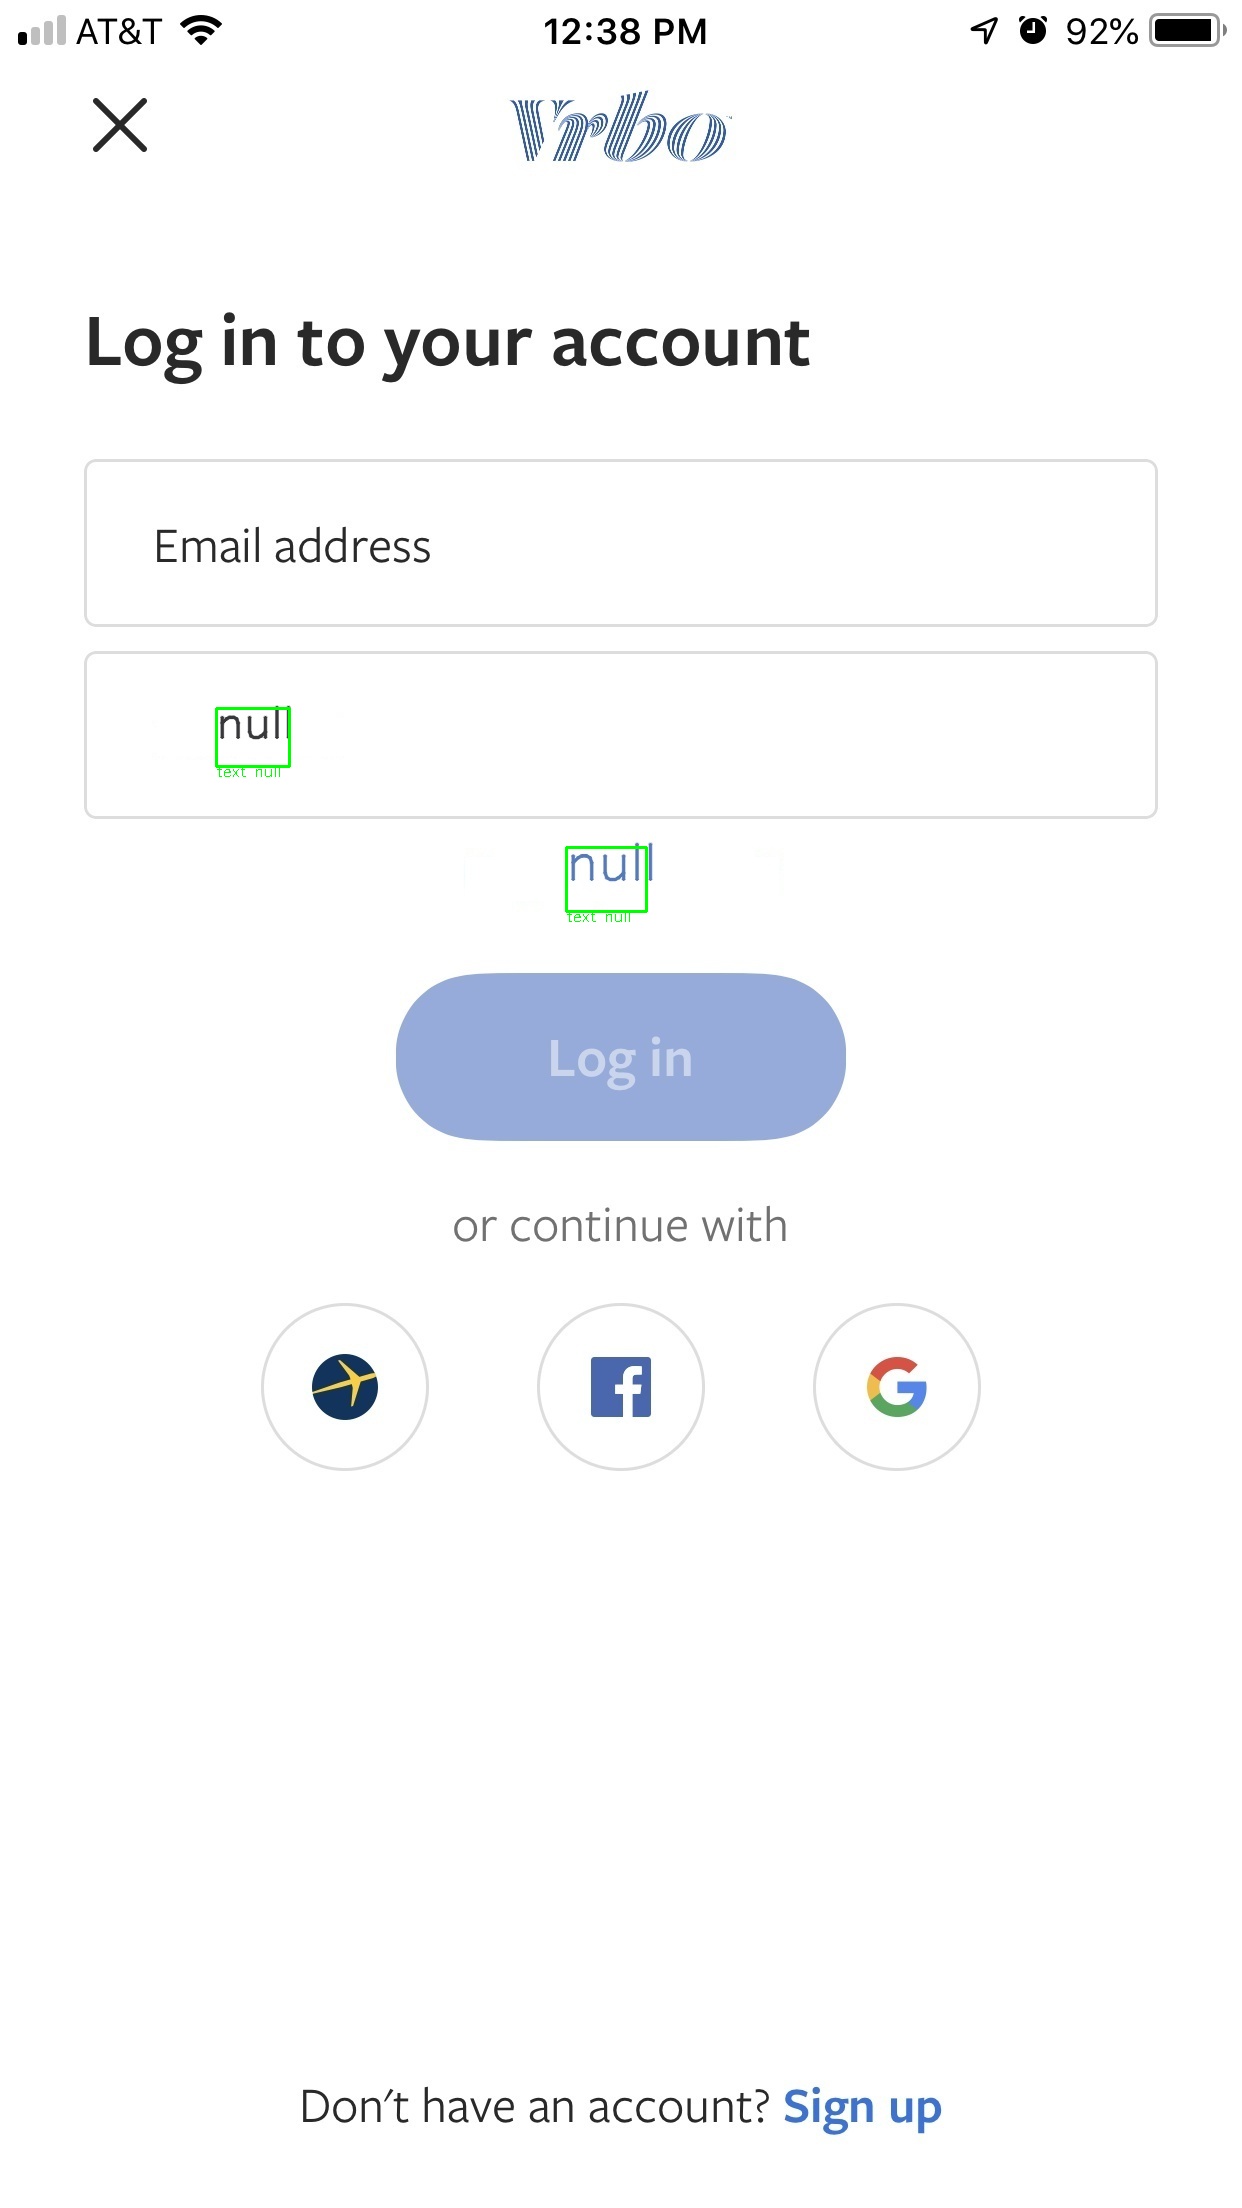 AT&T 12:38 PM 92%
Vrbo
Log in to your account
Email address
null
text null
null
text null
Log in
or continue with
Don't have an account? Sign up